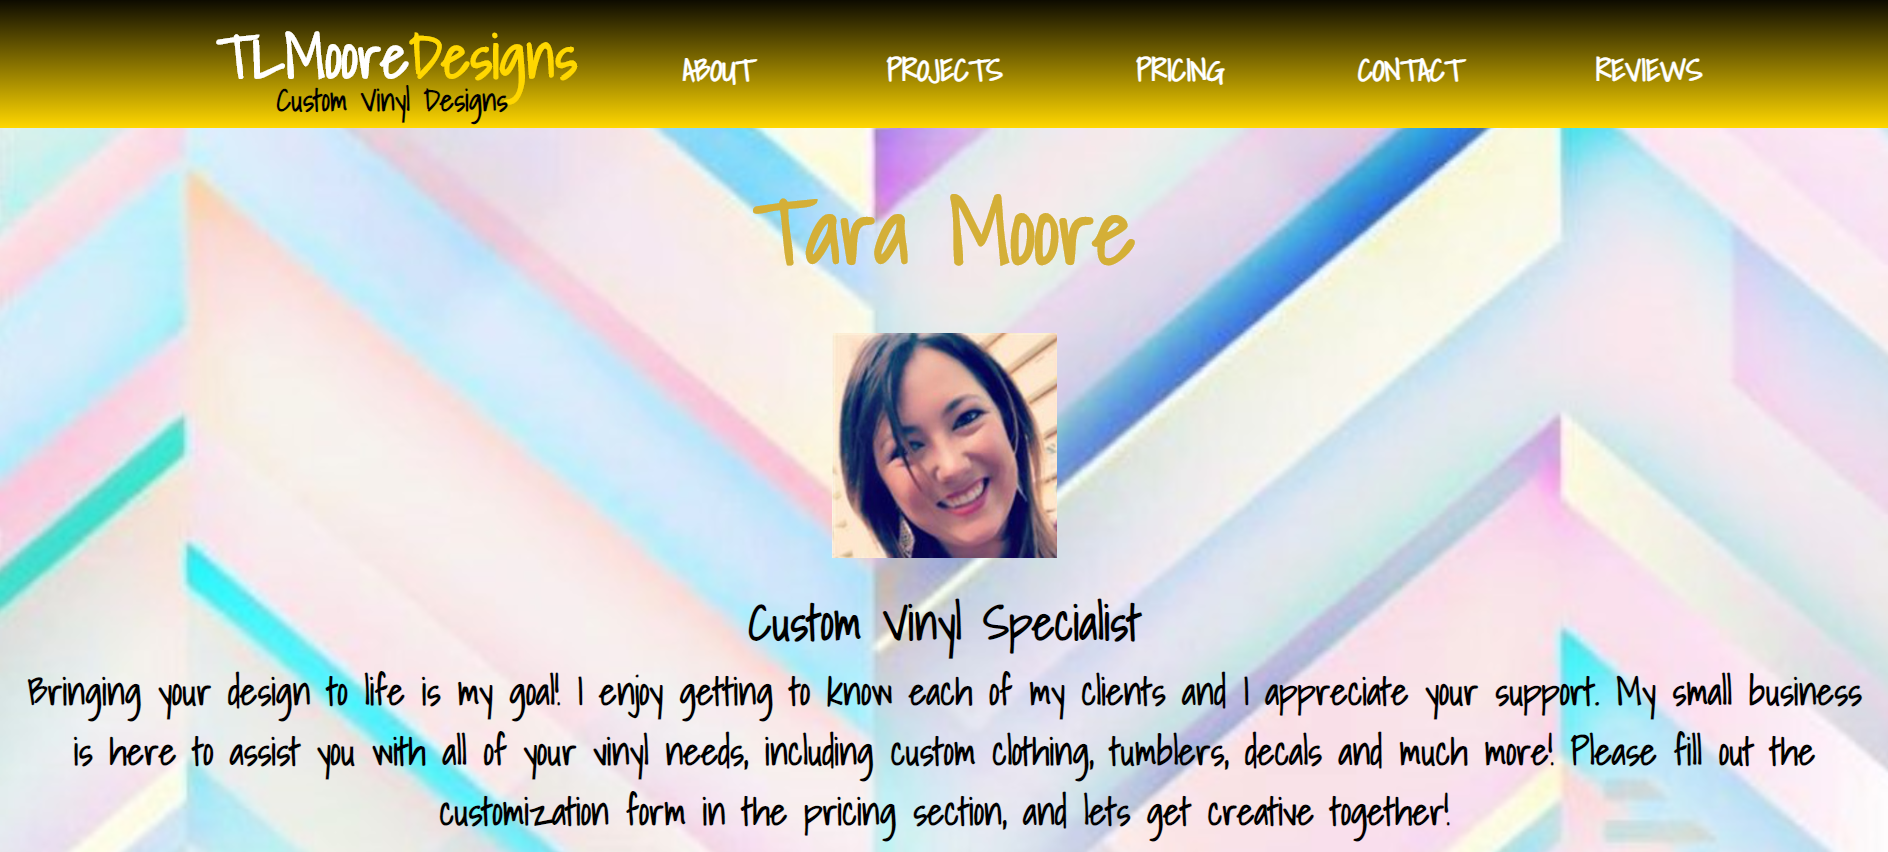 TLMooreDesigns
Custom Vinyl Designs
ABOUT PROJECTS PRICING CONTACT REVIEWS
Tara Moore
Custom Vinyl Specialist
Bringing your design to life is my goal! I enjoy getting to know each of my clients and I appreciate your support. My small business
is here to assist you with all of your vinyl needs, including custom clothing, tumblers, decals and much more! Please fill out the
customization form in the pricing section, and lets get creative together!